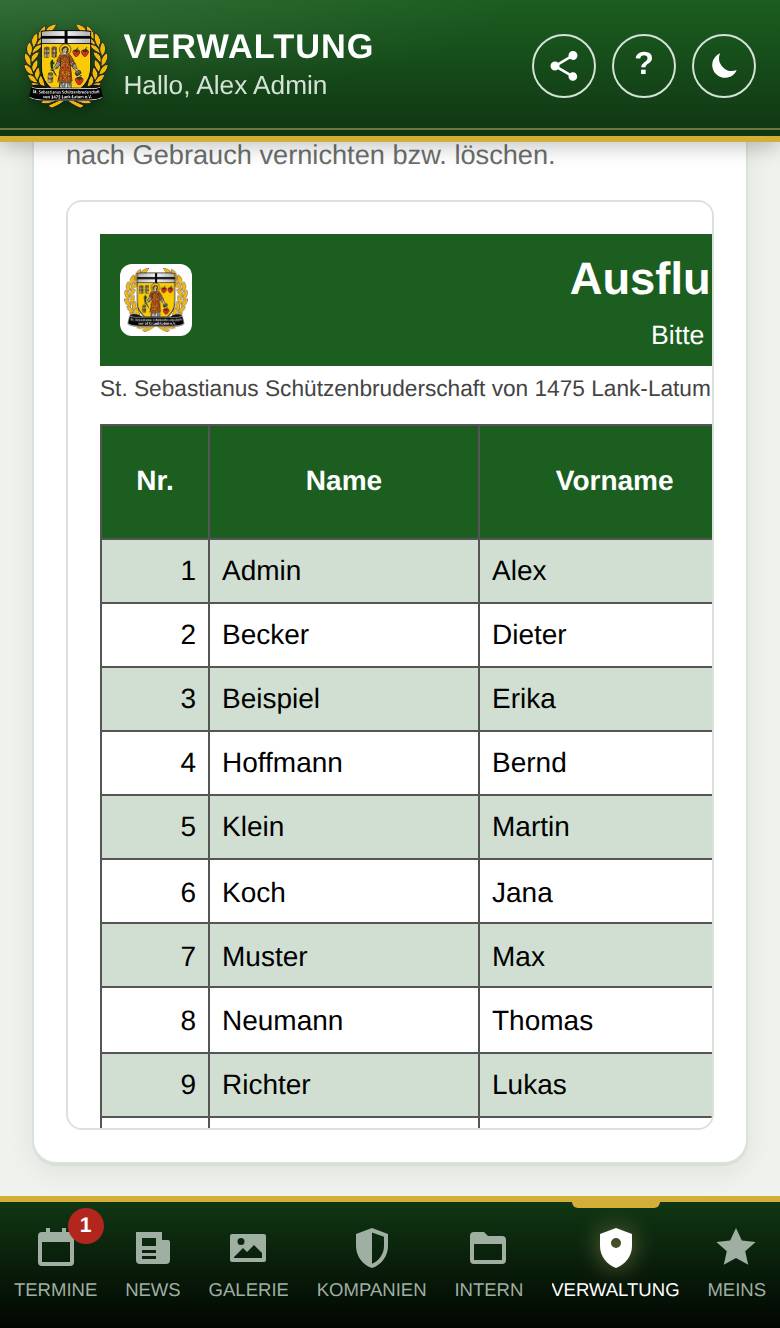 VERWALTUNG
Hallo, Alex Admin
?
nach Gebrauch vernichten bzw. löschen.
Ausflu
Bitte
St. Sebastianus Schützenbruderschaft von 1475 Lank-Latum
Nr. Name Vorname
1 Admin Alex
2 Becker Dieter
3 Beispiel Erika
4 Hoffmann Bernd
5 Klein Martin
6 Koch Jana
7 Muster Max
8 Neumann Thomas
9 Richter Lukas
1
TERMINE NEWS GALERIE KOMPANIEN INTERN VERWALTUNG MEINS